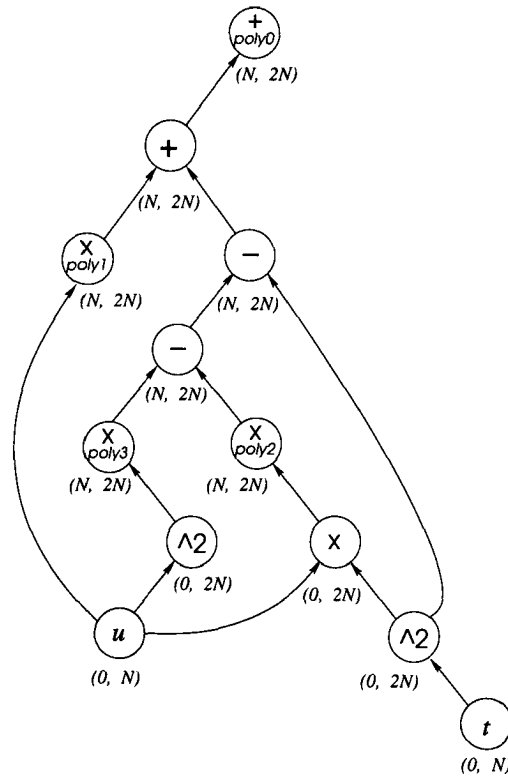 +
poly0
(N, 2N)
+
(N, 2N)
X
poly1
(N, 2N)
−
(N, 2N)
−
(N, 2N)
X
poly3
(N, 2N)
X
poly2
(N, 2N)
^2
(0, 2N)
X
(0, 2N)
u
(0, N)
^2
(0, 2N)
t
(0, N)